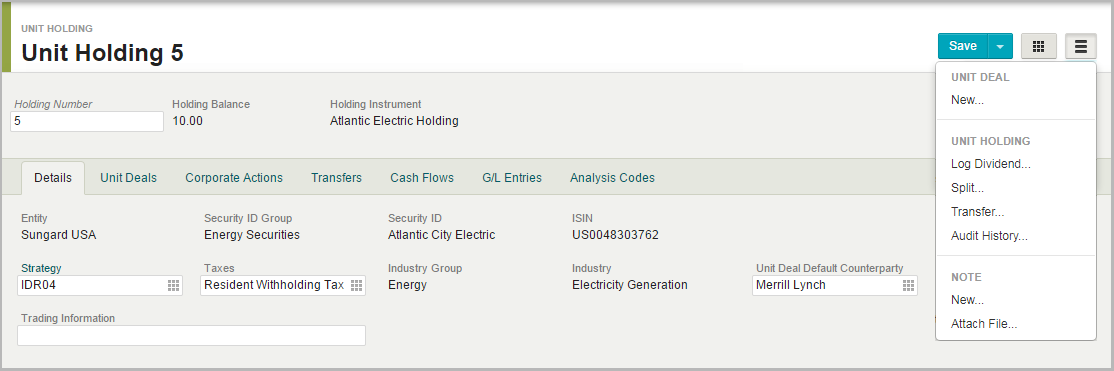 UNIT HOLDING
Unit Holding 5
Save
Holding Number
5
Holding Balance
10.00
Holding Instrument
Atlantic Electric Holding
Details
Unit Deals
Corporate Actions
Transfers
Cash Flows
G/L Entries
Analysis Codes
Entity
Sungard USA
Security ID Group
Energy Securities
Security ID
Atlantic City Electric
ISIN
US0048303762
Strategy
IDR04
Taxes
Resident Withholding Tax
Industry Group
Energy
Industry
Electricity Generation
Unit Deal Default Counterparty
Merrill Lynch
Trading Information
UNIT DEAL
New...
UNIT HOLDING
Log Dividend...
Split...
Transfer...
Audit History...
NOTE
New...
Attach File...